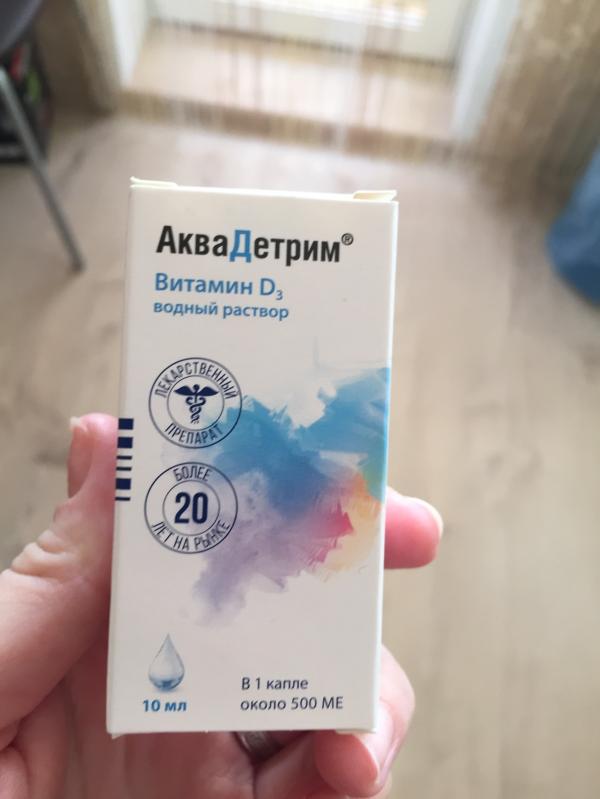 АкваДетрим®
Витамин D₃
водный раствор
ЛЕКАРСТВЕННЫЙ
ПРЕПАРАТ
БОЛЕЕ
20
ЛЕТ НА РЫНКЕ
В 1 капле
10 мл
около 500 МЕ